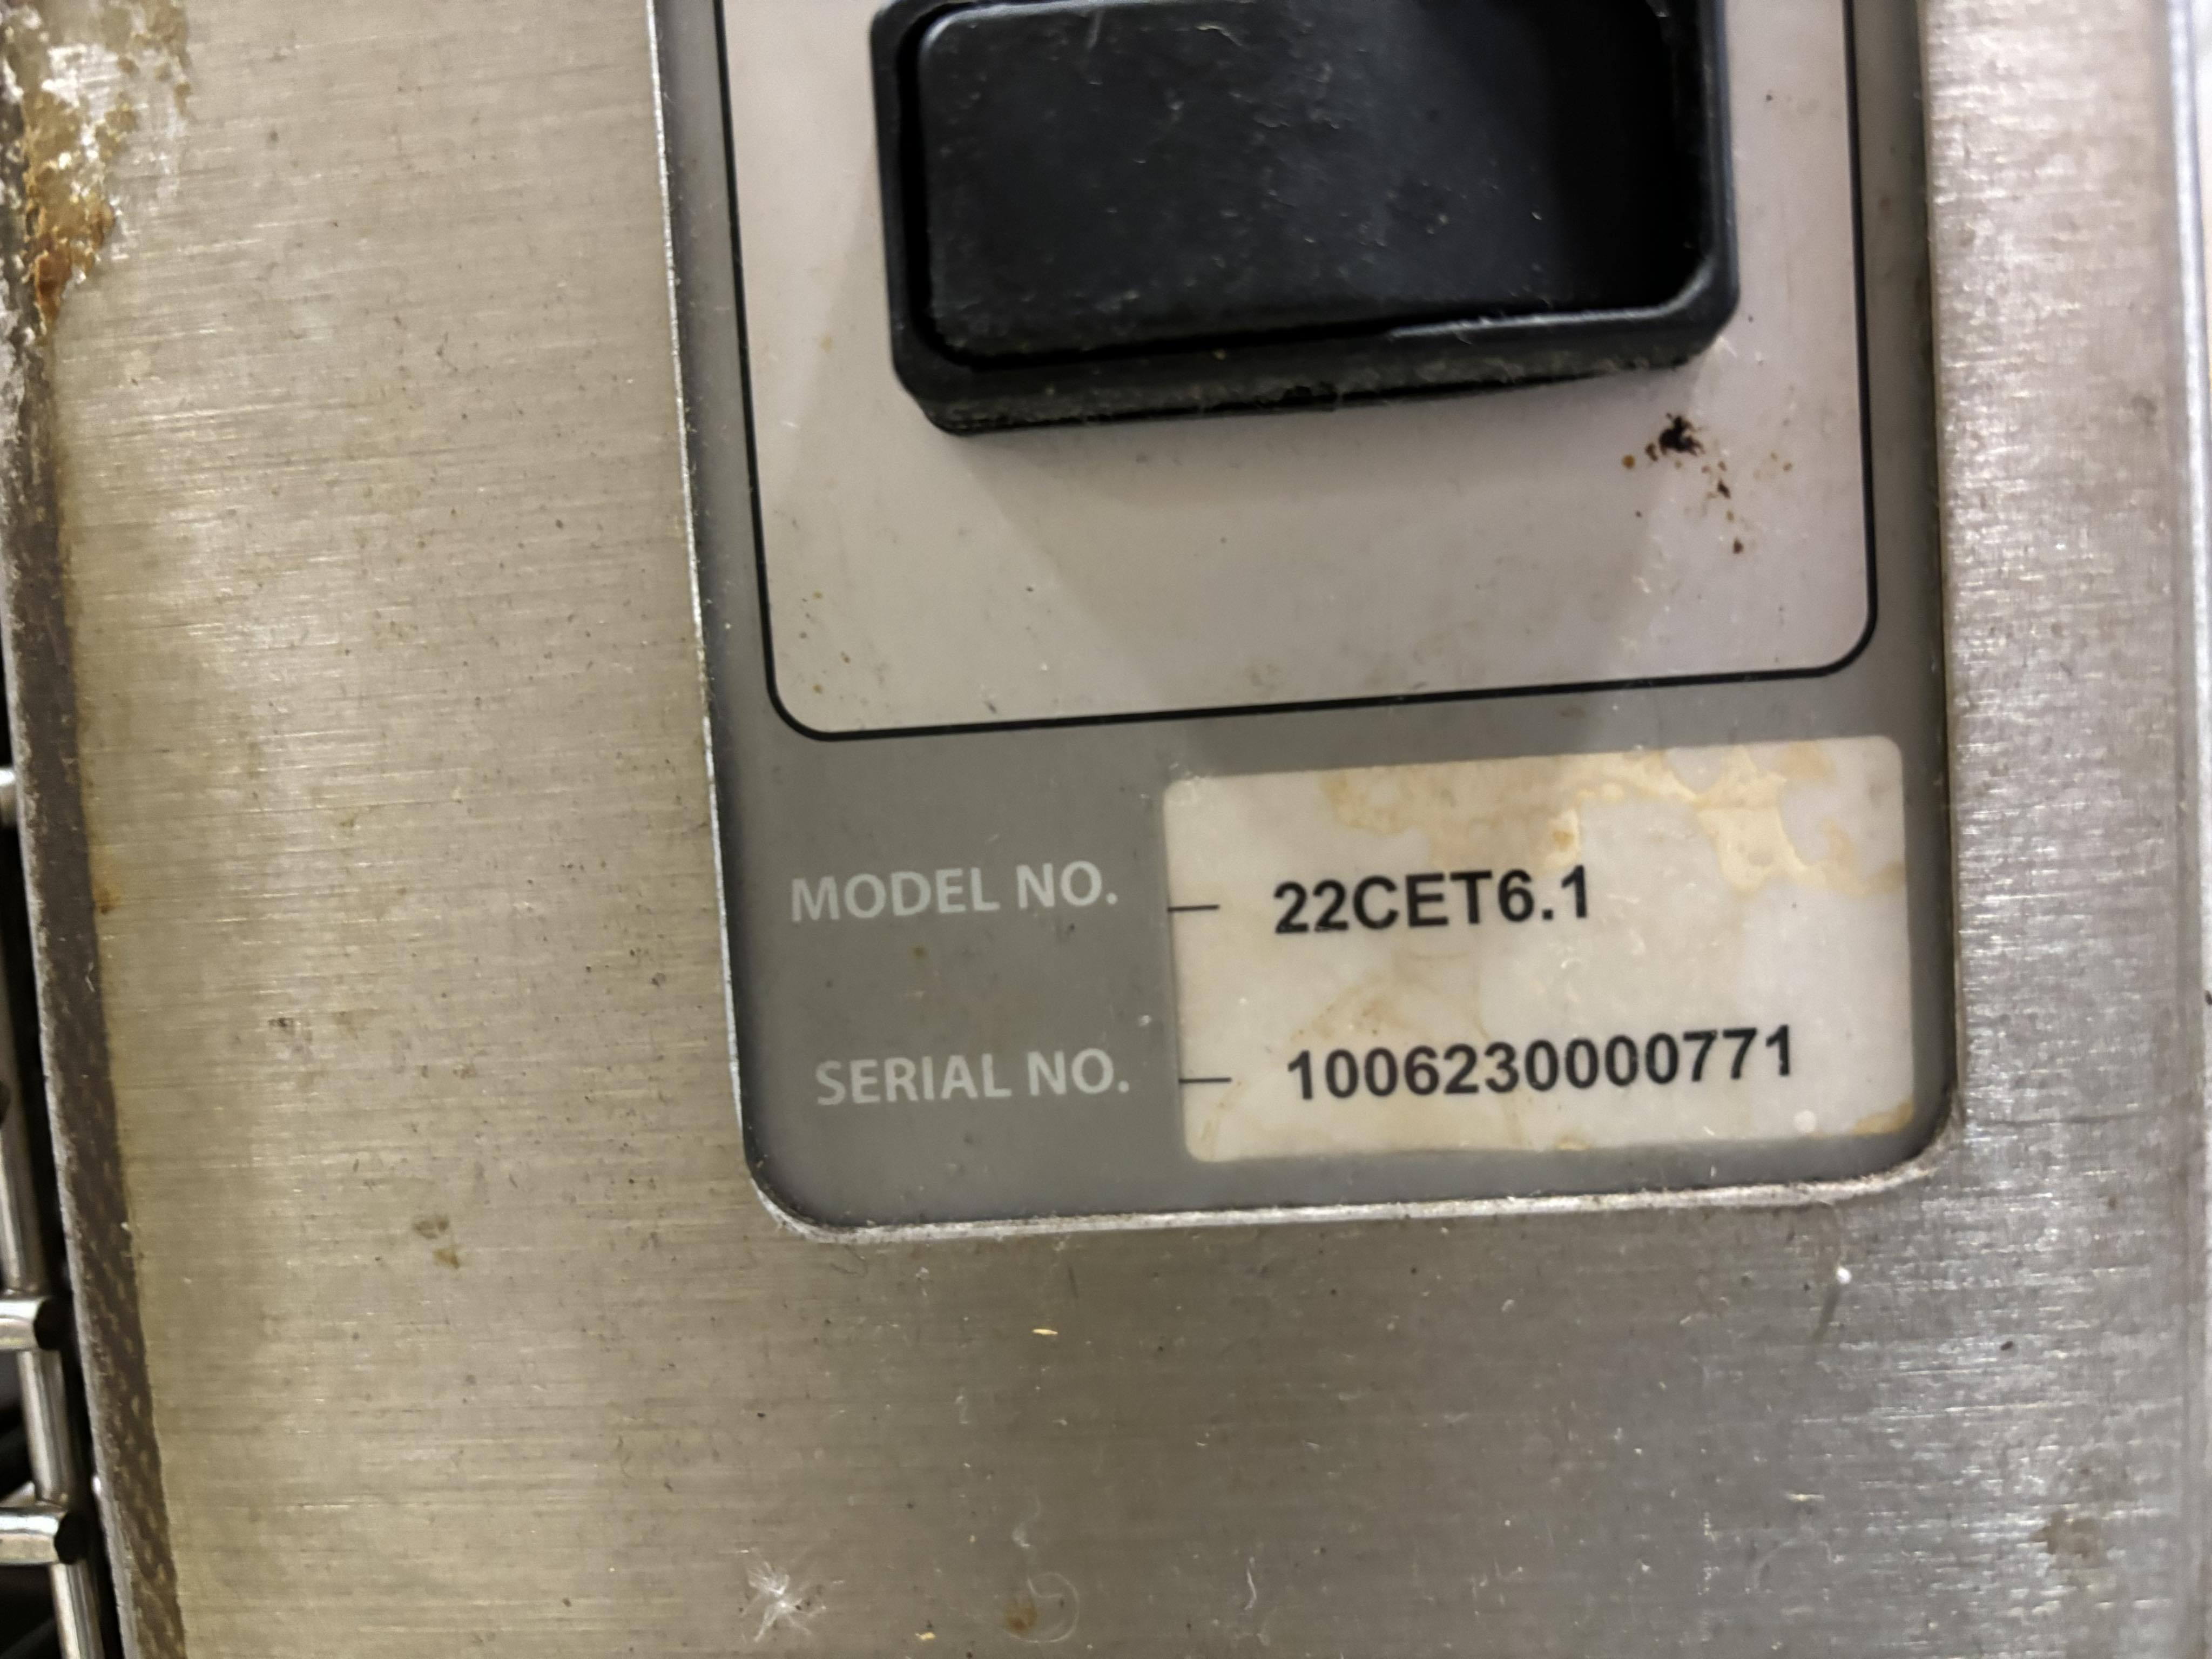 MODEL NO. — 22CET6.1
SERIAL NO. — 1006230000771